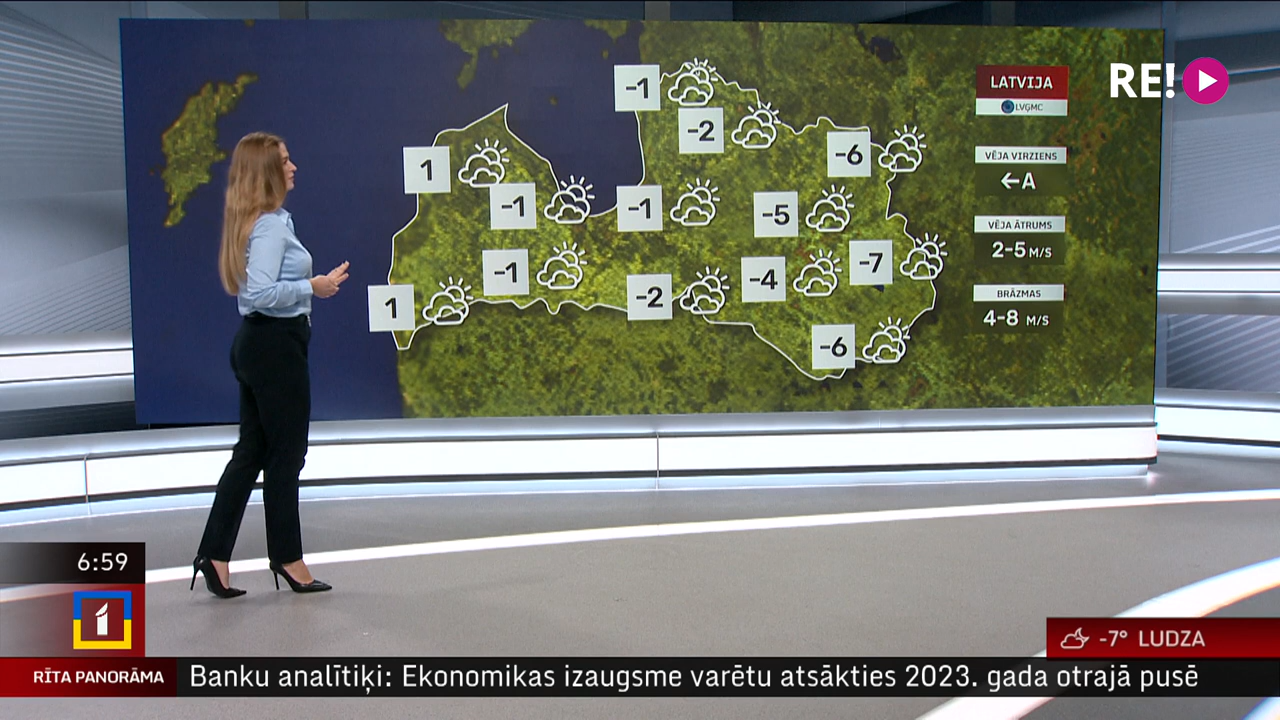 RE!
LATVIJA
LVĢMC
VĒJA VIRZIENS
←A
VĒJA ĀTRUMS
2-5 M/S
BRĀZMAS
4-8 M/S
-1
-2
-6
1
-1
-1
-5
-1
-7
-4
-2
1
-6
6:59
1
-7° LUDZA
RĪTA PANORĀMA
Banku analītiķi: Ekonomikas izaugsme varētu atsākties 2023. gada otrajā pusē